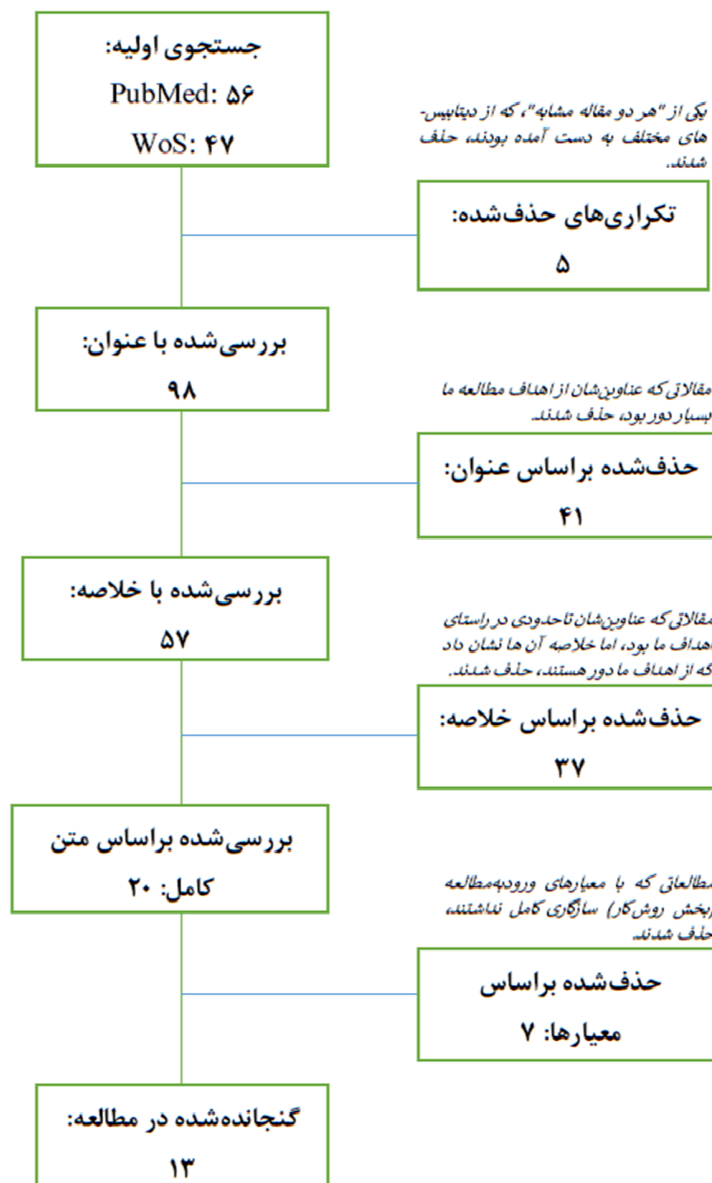 جستجوی اولیه:
PubMed: ۵۶
WoS: ۴۷
یکی از "هر دو مقاله مشابه"، که از دیتابیس-
های مختلف به دست آمده بودند، حذف
شدند.
تکراری‌های حذف‌شده:
۵
بررسی‌شده با عنوان:
۹۸
مقالاتی که عناوین‌شان از اهداف مطالعه ما
بسیار دور بود، حذف شدند.
حذف‌شده براساس عنوان:
۴۱
بررسی‌شده با خلاصه:
۵۷
مقالاتی که عناوین‌شان تاحدودی در راستای
اهداف ما بود، اما خلاصه آن ها نشان داد
که از اهداف ما دور هستند، حذف شدند.
حذف‌شده براساس خلاصه:
۳۷
بررسی‌شده براساس متن
کامل: ۲۰
مطالعاتی که با معیارهای ورودبه‌مطالعه
(بخش روش‌کار) سازگاری کامل نداشتند،
حذف شدند.
حذف‌شده براساس
معیارها: ۷
گنجانده‌شده در مطالعه:
۱۳